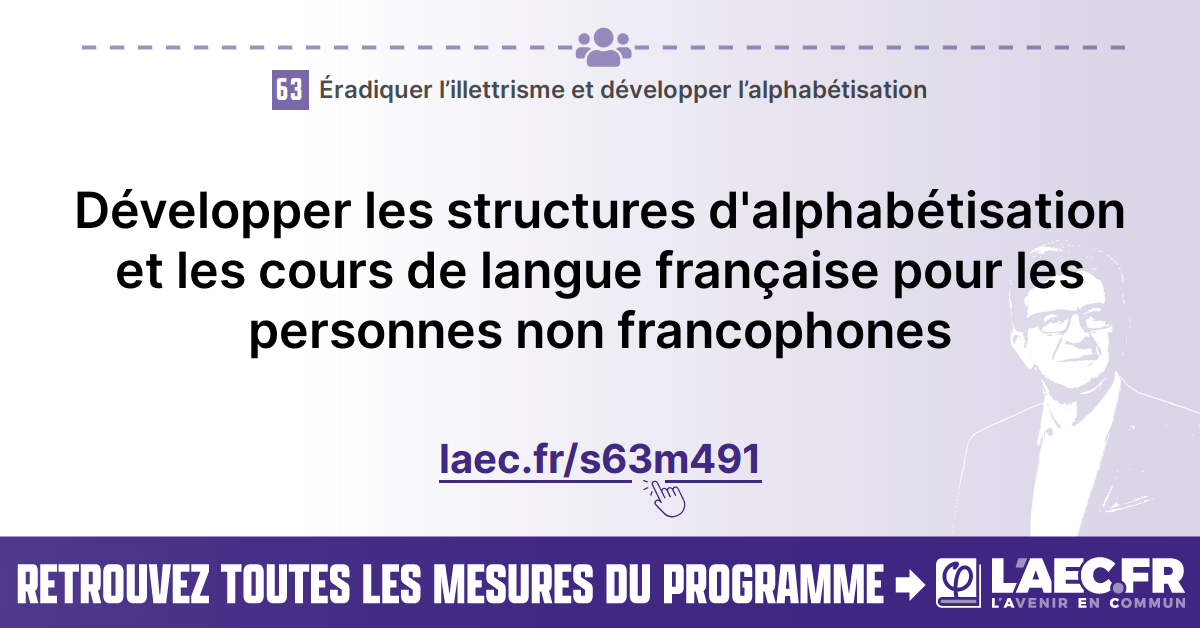 63 Éradiquer l’illettrisme et développer l’alphabétisation
Développer les structures d'alphabétisation
et les cours de langue française pour les
personnes non francophones
laec.fr/s63m491
RETROUVEZ TOUTES LES MESURES DU PROGRAMME
φ L'AEC.FR
L'AVENIR EN COMMUN